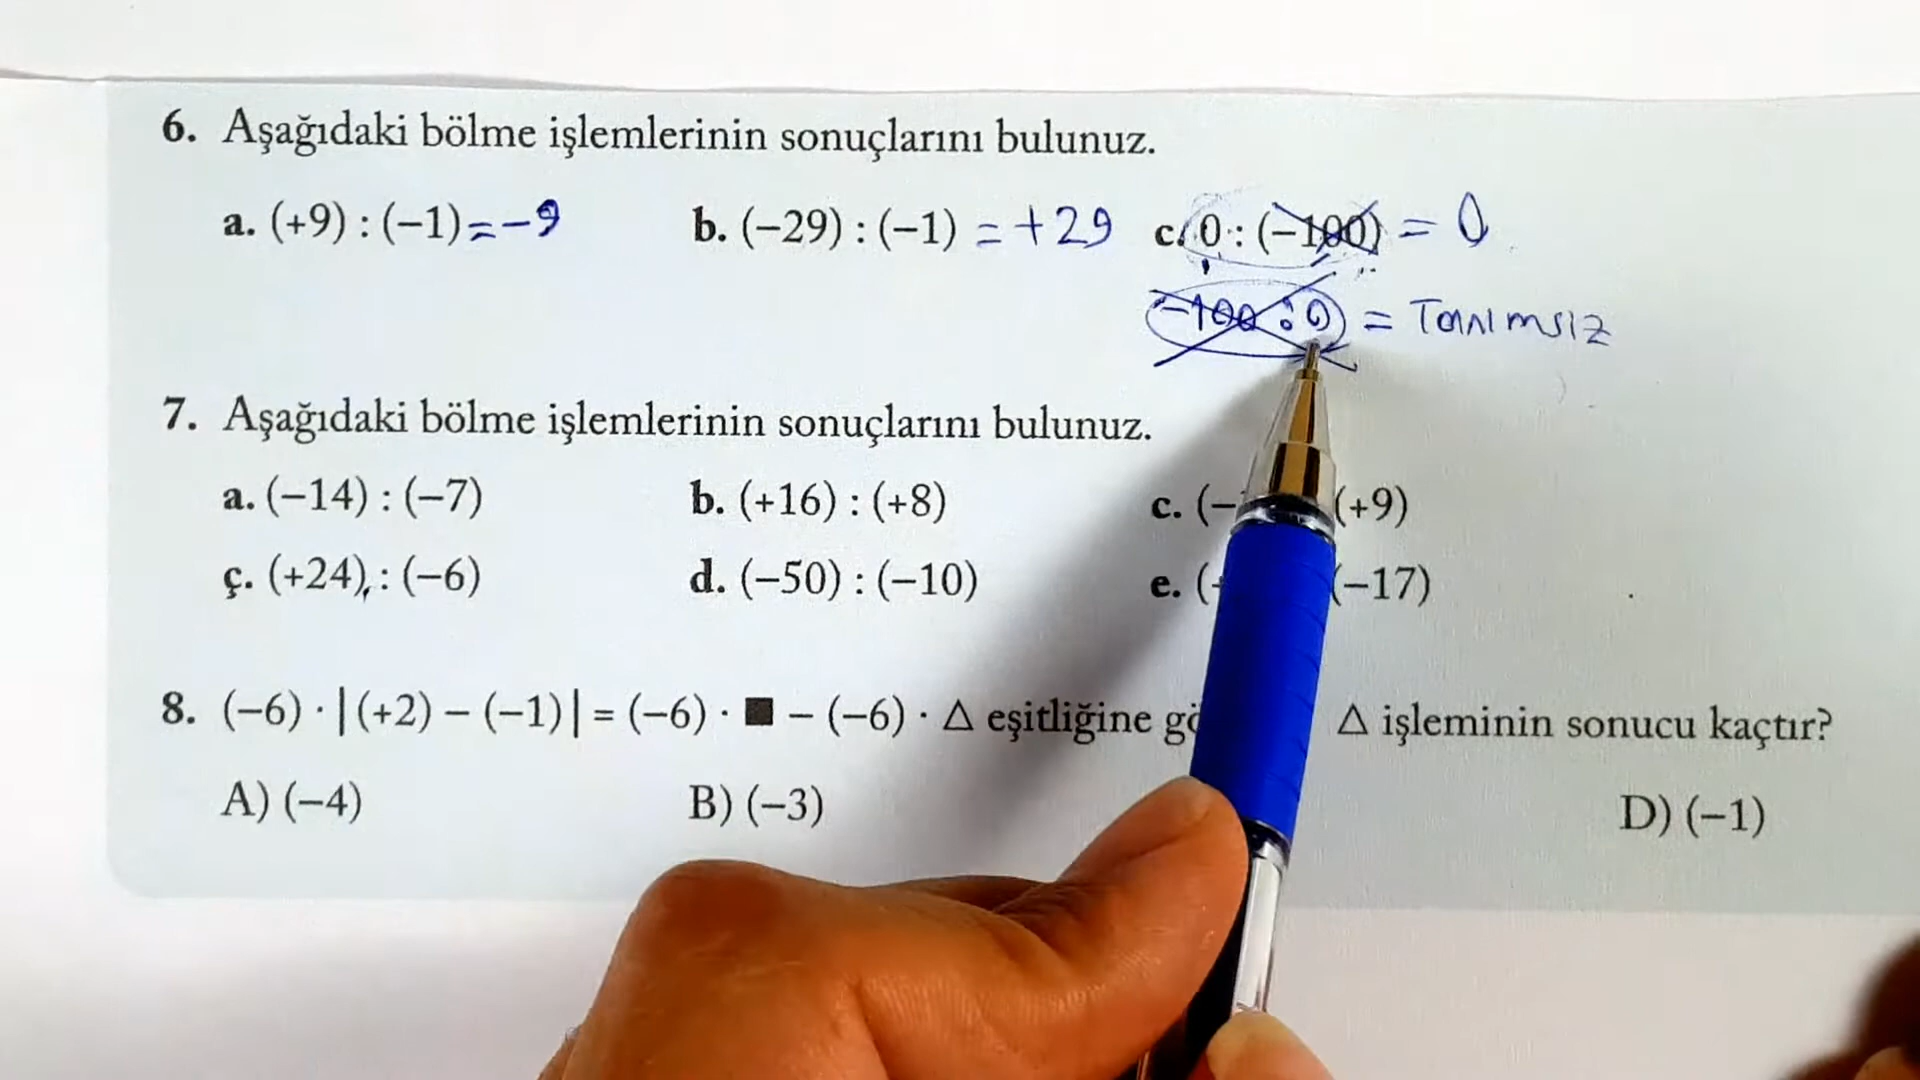 6. Aşağıdaki bölme işlemlerinin sonuçlarını bulunuz.
a. (+9) : (−1) = −9 b. (−29) : (−1) = +29 c. 0 : (−100) = 0
−100 : 0 = Tanımsız
7. Aşağıdaki bölme işlemlerinin sonuçlarını bulunuz.
a. (−14) : (−7) b. (+16) : (+8) c. (− (+9)
ç. (+24) : (−6) d. (−50) : (−10) e. ( (−17)
8. (−6) · |(+2) − (−1)| = (−6) · ■ − (−6) · △ eşitliğine △ işleminin sonucu kaçtır?
A) (−4) B) (−3) D) (−1)